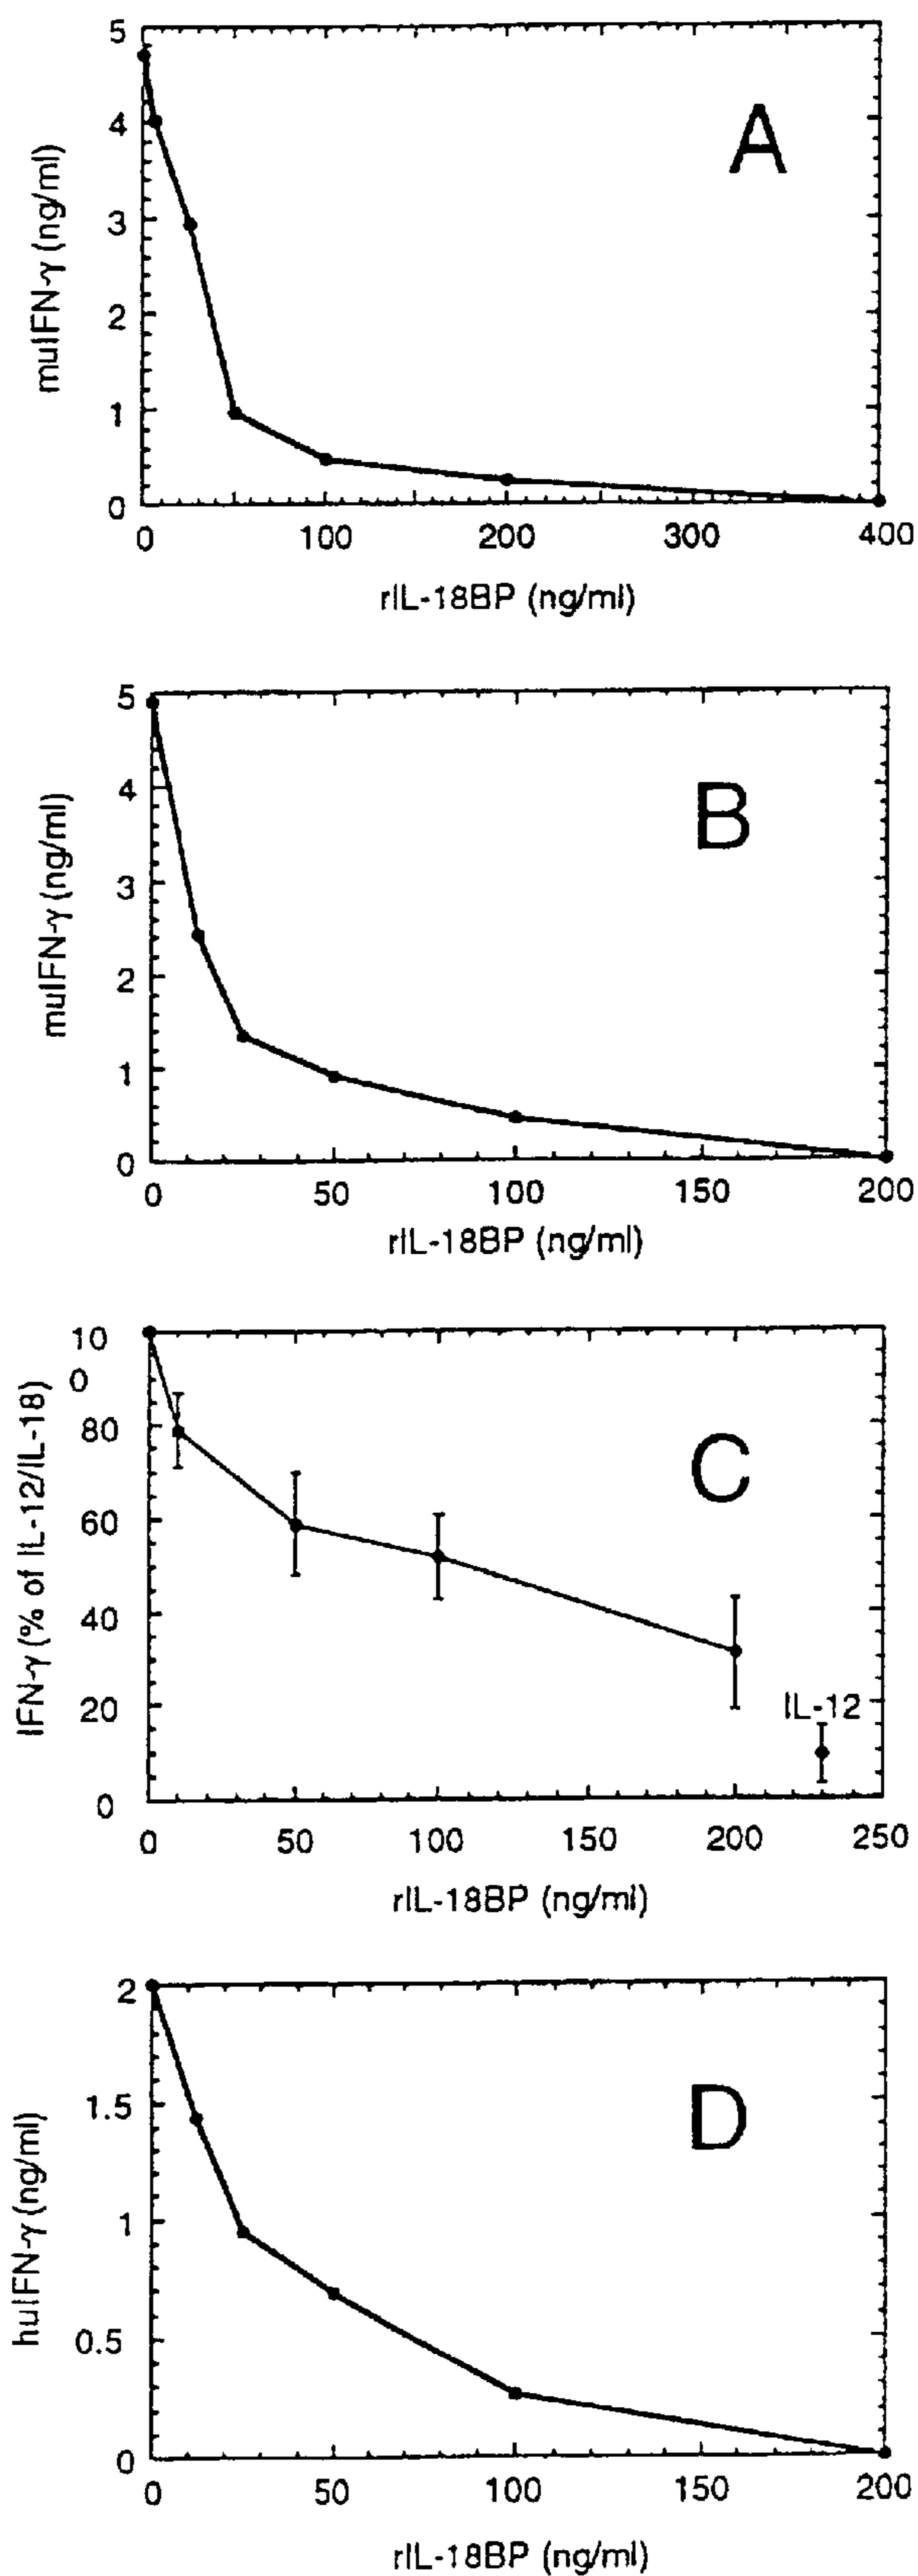 5
4
3
2
1
0
muIFN-γ (ng/ml)
A
0 100 200 300 400
rIL-18BP (ng/ml)
5
4
3
2
1
0
muIFN-γ (ng/ml)
B
0 50 100 150 200
rIL-18BP (ng/ml)
10
0
80
60
40
20
0
IFN-γ (% of IL-12/IL-18)
C
IL-12
0 50 100 150 200 250
rIL-18BP (ng/ml)
2
1.5
1
0.5
0
huIFN-γ (ng/ml)
D
0 50 100 150 200
rIL-18BP (ng/ml)